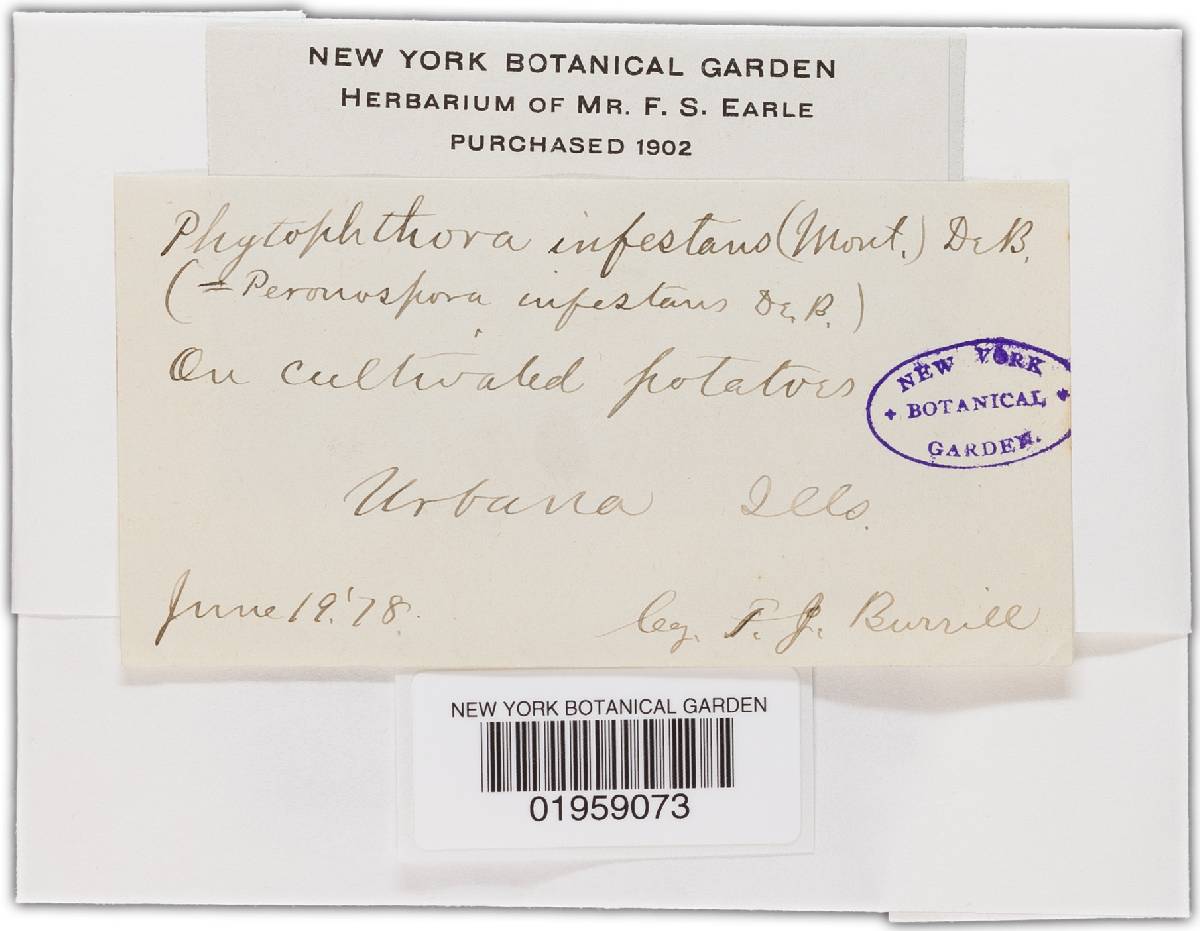 NEW YORK BOTANICAL GARDEN
HERBARIUM OF MR. F. S. EARLE
PURCHASED 1902
Phytophthora infestans (Mont.) De B.
(= Peronospora infestans De B.)
On cultivated potatoes
NEW YORK
BOTANICAL
GARDEN.
Urbana Ills.
June 19, '78.
Leg. T. J. Burrill
NEW YORK BOTANICAL GARDEN
01959073